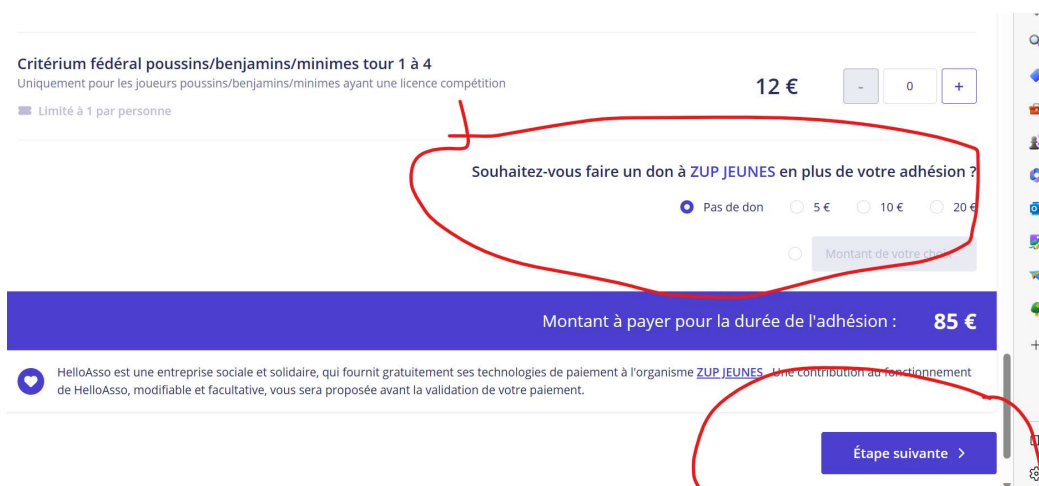 Critérium fédéral poussins/benjamins/minimes tour 1 à 4
Uniquement pour les joueurs poussins/benjamins/minimes ayant une licence compétition
12 €
-
0
+
Limité à 1 par personne
Souhaitez-vous faire un don à ZUP JEUNES en plus de votre adhésion ?
Pas de don
5 €
10 €
20 €
Montant de votre choix
Montant à payer pour la durée de l'adhésion :
85 €
HelloAsso est une entreprise sociale et solidaire, qui fournit gratuitement ses technologies de paiement à l'organisme ZUP JEUNES . Une contribution au fonctionnement
de HelloAsso, modifiable et facultative, vous sera proposée avant la validation de votre paiement.
Étape suivante